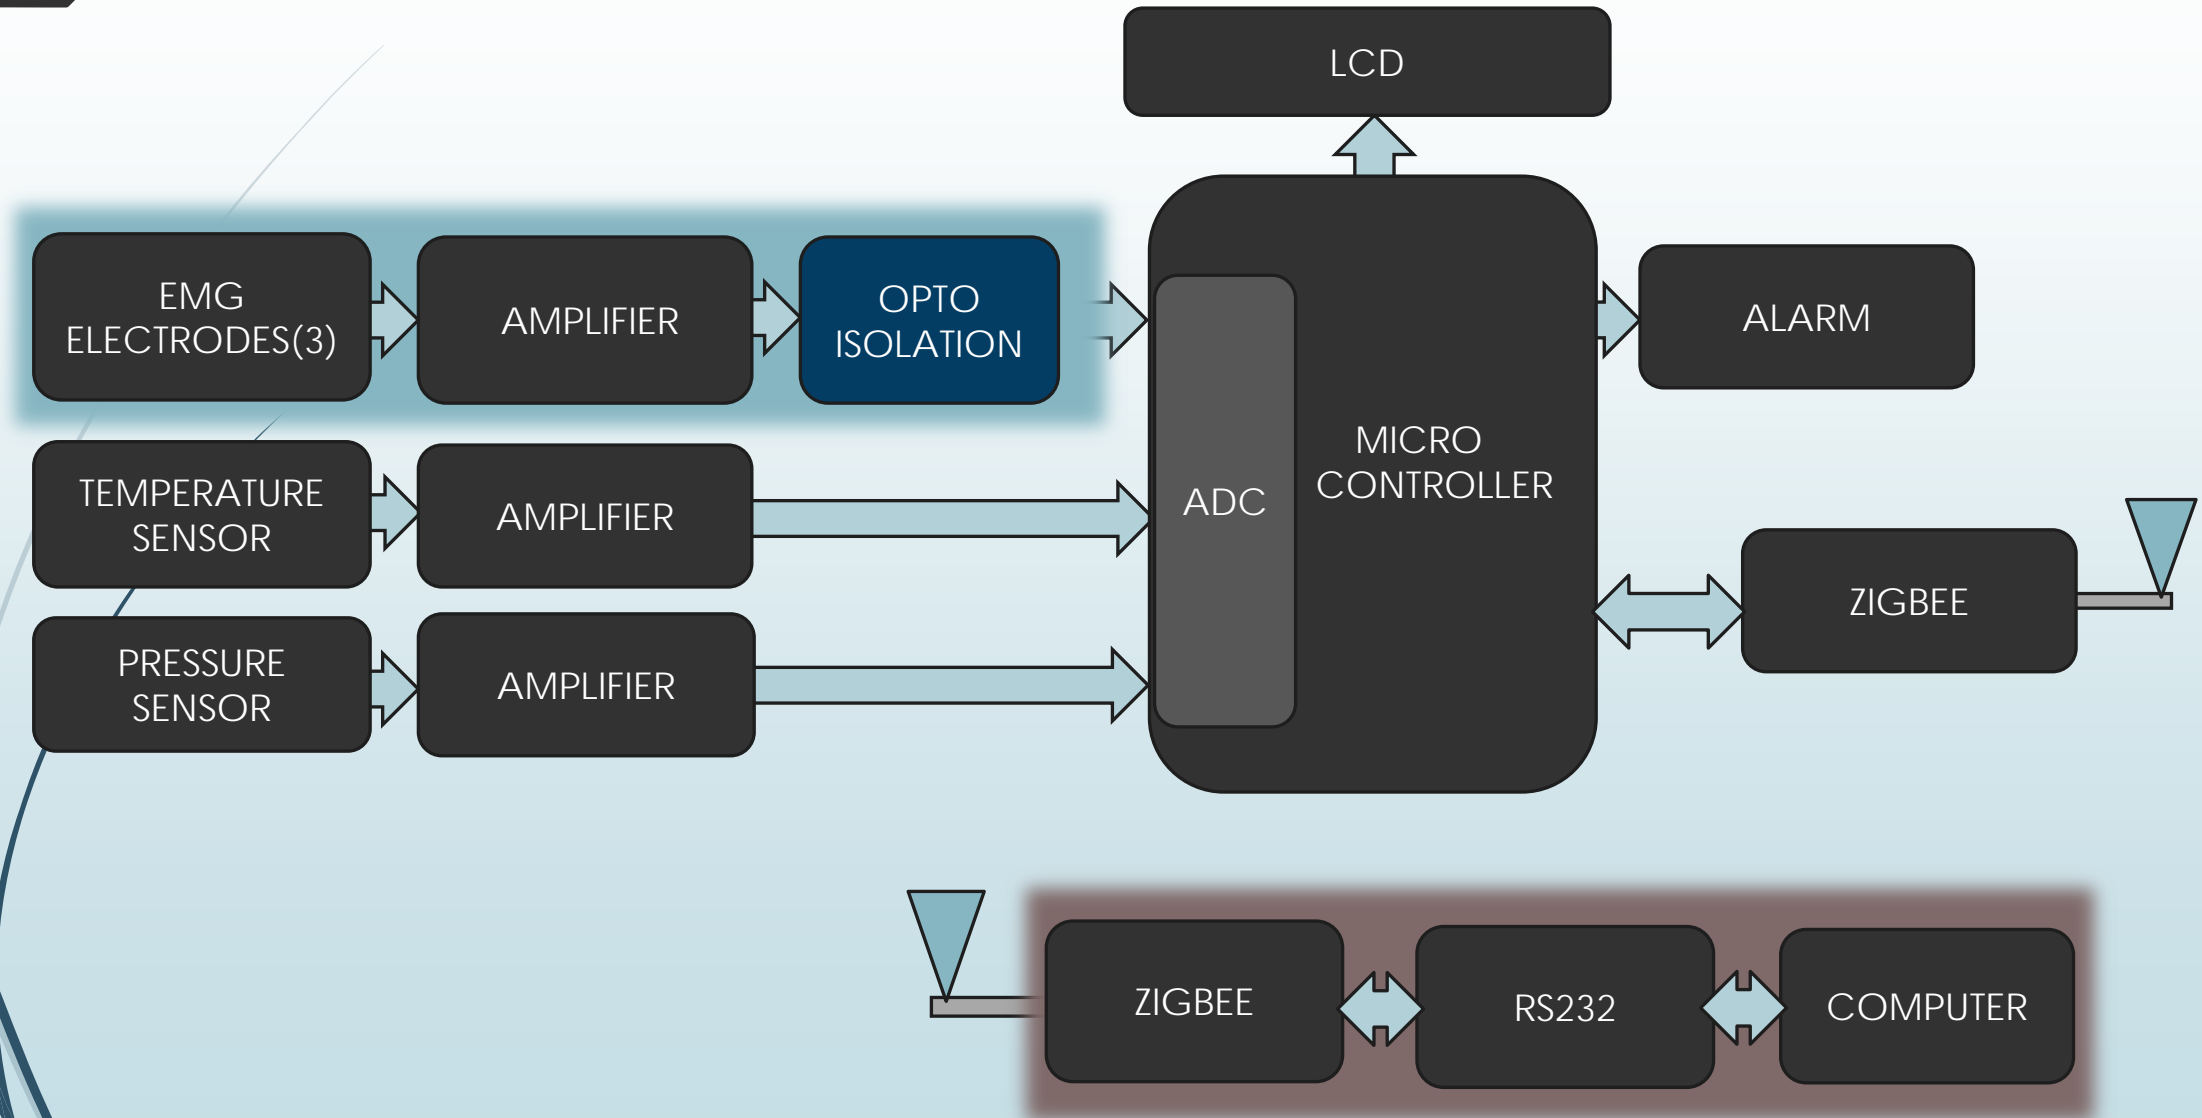 LCD
EMG
ELECTRODES(3)
AMPLIFIER
OPTO
ISOLATION
ALARM
MICRO
CONTROLLER
ADC
TEMPERATURE
SENSOR
AMPLIFIER
ZIGBEE
PRESSURE
SENSOR
AMPLIFIER
ZIGBEE
RS232
COMPUTER